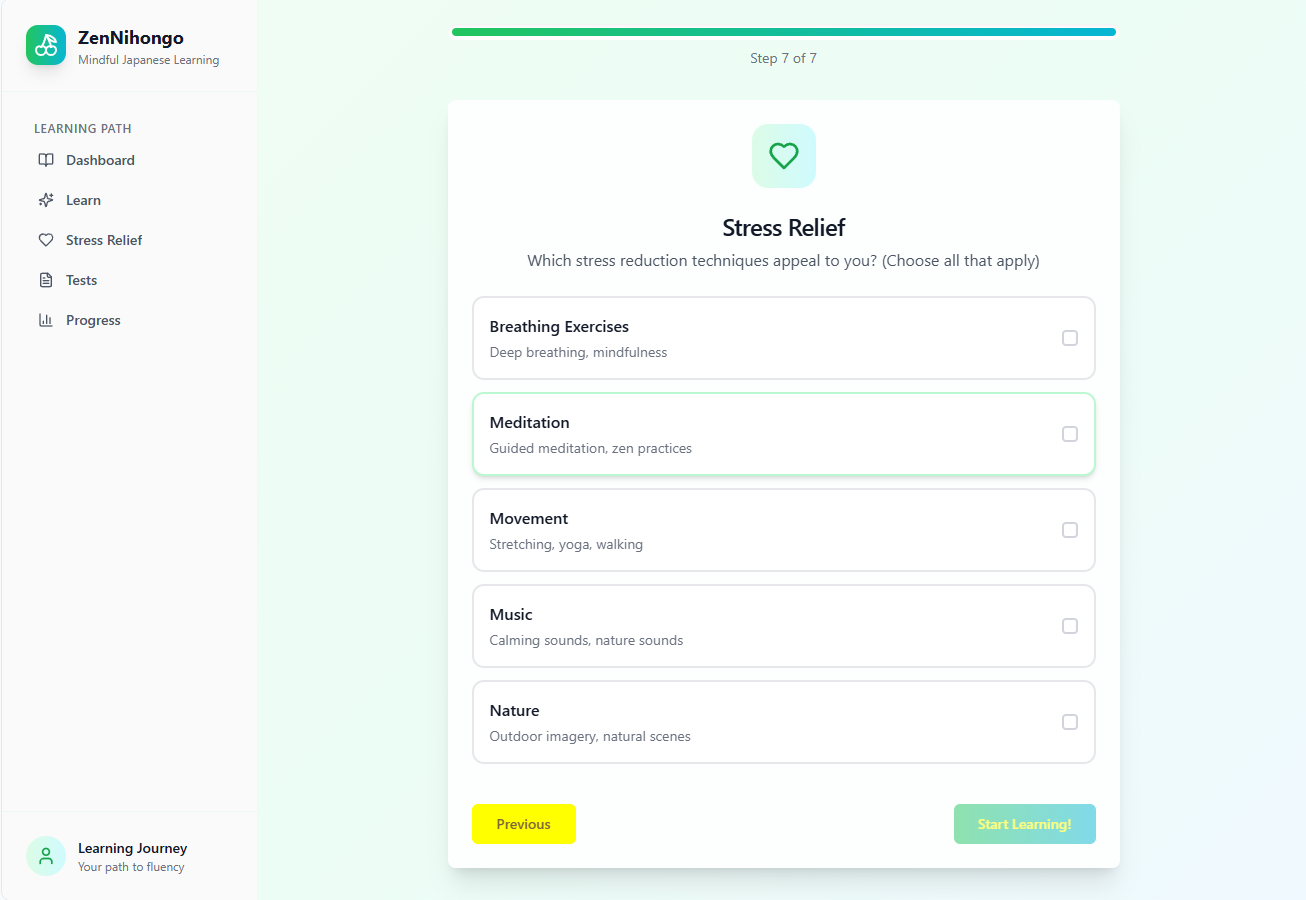 ZenNihongo
Mindful Japanese Learning
LEARNING PATH
Dashboard
Learn
Stress Relief
Tests
Progress
Learning Journey
Your path to fluency
Step 7 of 7
Stress Relief
Which stress reduction techniques appeal to you? (Choose all that apply)
Breathing Exercises
Deep breathing, mindfulness
Meditation
Guided meditation, zen practices
Movement
Stretching, yoga, walking
Music
Calming sounds, nature sounds
Nature
Outdoor imagery, natural scenes
Previous
Start Learning!